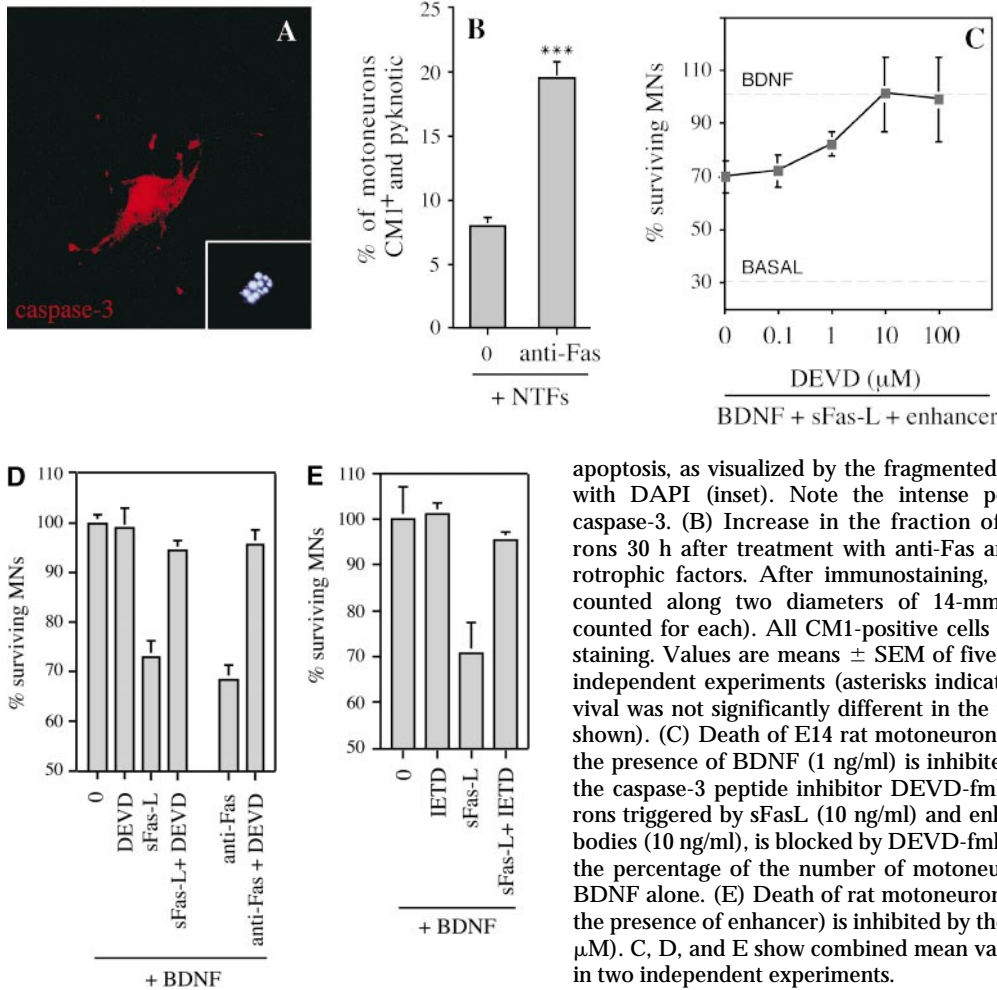 A
caspase-3
B
% of motoneurons
CM1+ and pyknotic
25
20
15
10
5
0
***
0 anti-Fas
+ NTFs
C
% surviving MNs
110
90
70
50
30
BDNF
BASAL
0 0.1 1 10 100
DEVD (μM)
BDNF + sFas-L + enhancer
D
% surviving MNs
110
100
90
80
70
60
50
0
DEVD
sFas-L
sFas-L+ DEVD
anti-Fas
anti-Fas + DEVD
+ BDNF
E
% surviving MNs
110
100
90
80
70
60
50
0
IETD
sFas-L
sFas-L+ IETD
+ BDNF
apoptosis, as visualized by the fragmented
with DAPI (inset). Note the intense p
caspase-3. (B) Increase in the fraction of
rons 30 h after treatment with anti-Fas a
rotrophic factors. After immunostaining,
counted along two diameters of 14-mm
counted for each). All CM1-positive cells
staining. Values are means ± SEM of five
independent experiments (asterisks indicat
vival was not significantly different in the
shown). (C) Death of E14 rat motoneuron
the presence of BDNF (1 ng/ml) is inhibite
the caspase-3 peptide inhibitor DEVD-fml
rons triggered by sFasL (10 ng/ml) and enl
bodies (10 ng/ml), is blocked by DEVD-fml
the percentage of the number of motoneu
BDNF alone. (E) Death of rat motoneuron
the presence of enhancer) is inhibited by the
μM). C, D, and E show combined mean va
in two independent experiments.